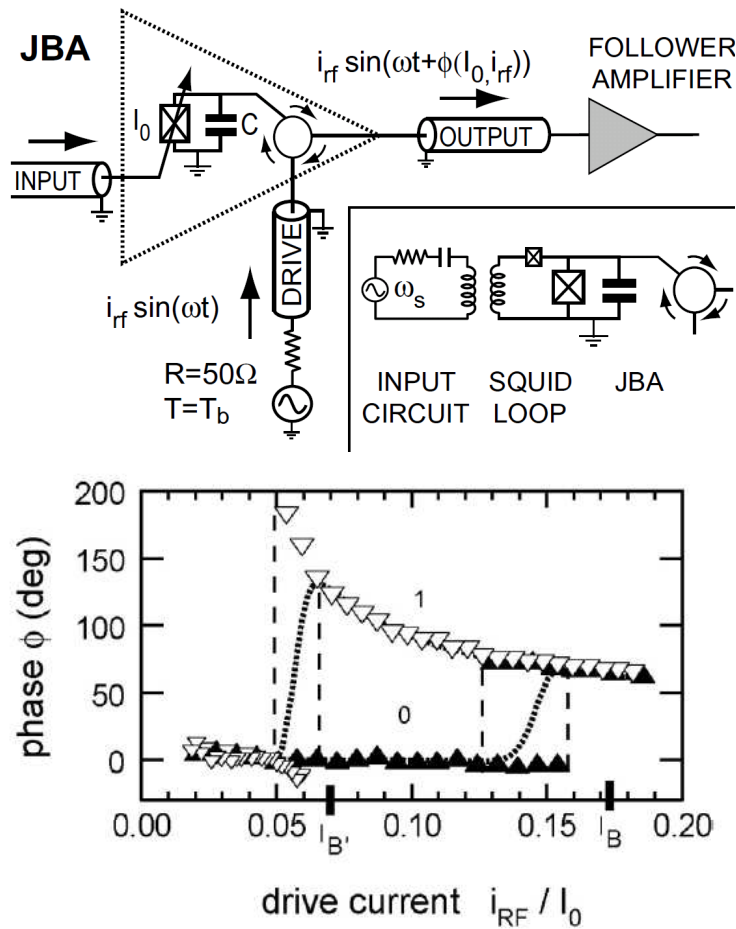 JBA
i_rf sin(ωt+ϕ(I_0,i_rf))
FOLLOWER
AMPLIFIER
I_0
C
INPUT
OUTPUT
DRIVE
i_rf sin(ωt)
R=50Ω
T=T_b
ω_s
INPUT
CIRCUIT
SQUID
LOOP
JBA
200
150
100
50
0
phase ϕ (deg)
1
0
0.00
0.05
I_B'
0.10
0.15
I_B
0.20
drive current i_RF / I_0